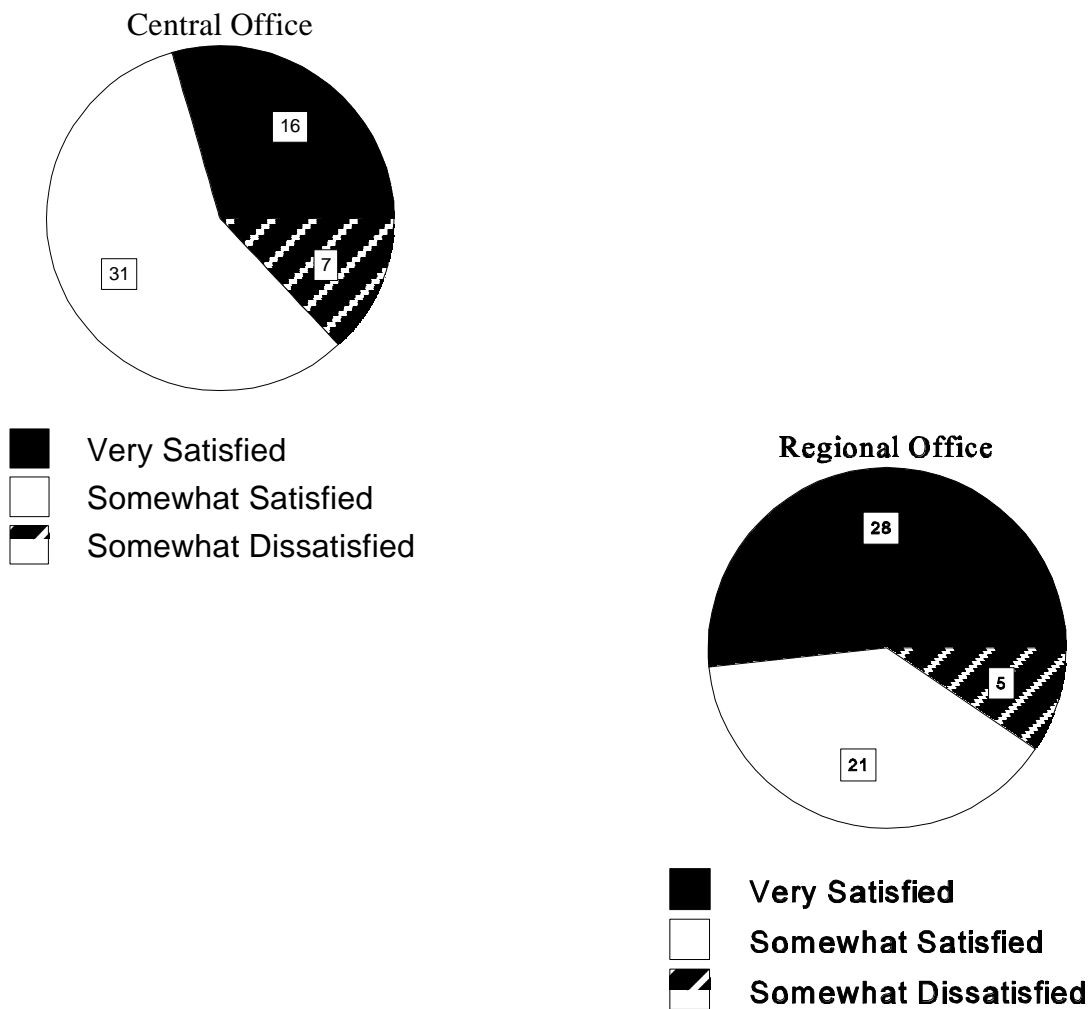 Central Office
16
7
31
Very Satisfied
Somewhat Satisfied
Somewhat Dissatisfied
Regional Office
28
5
21
Very Satisfied
Somewhat Satisfied
Somewhat Dissatisfied